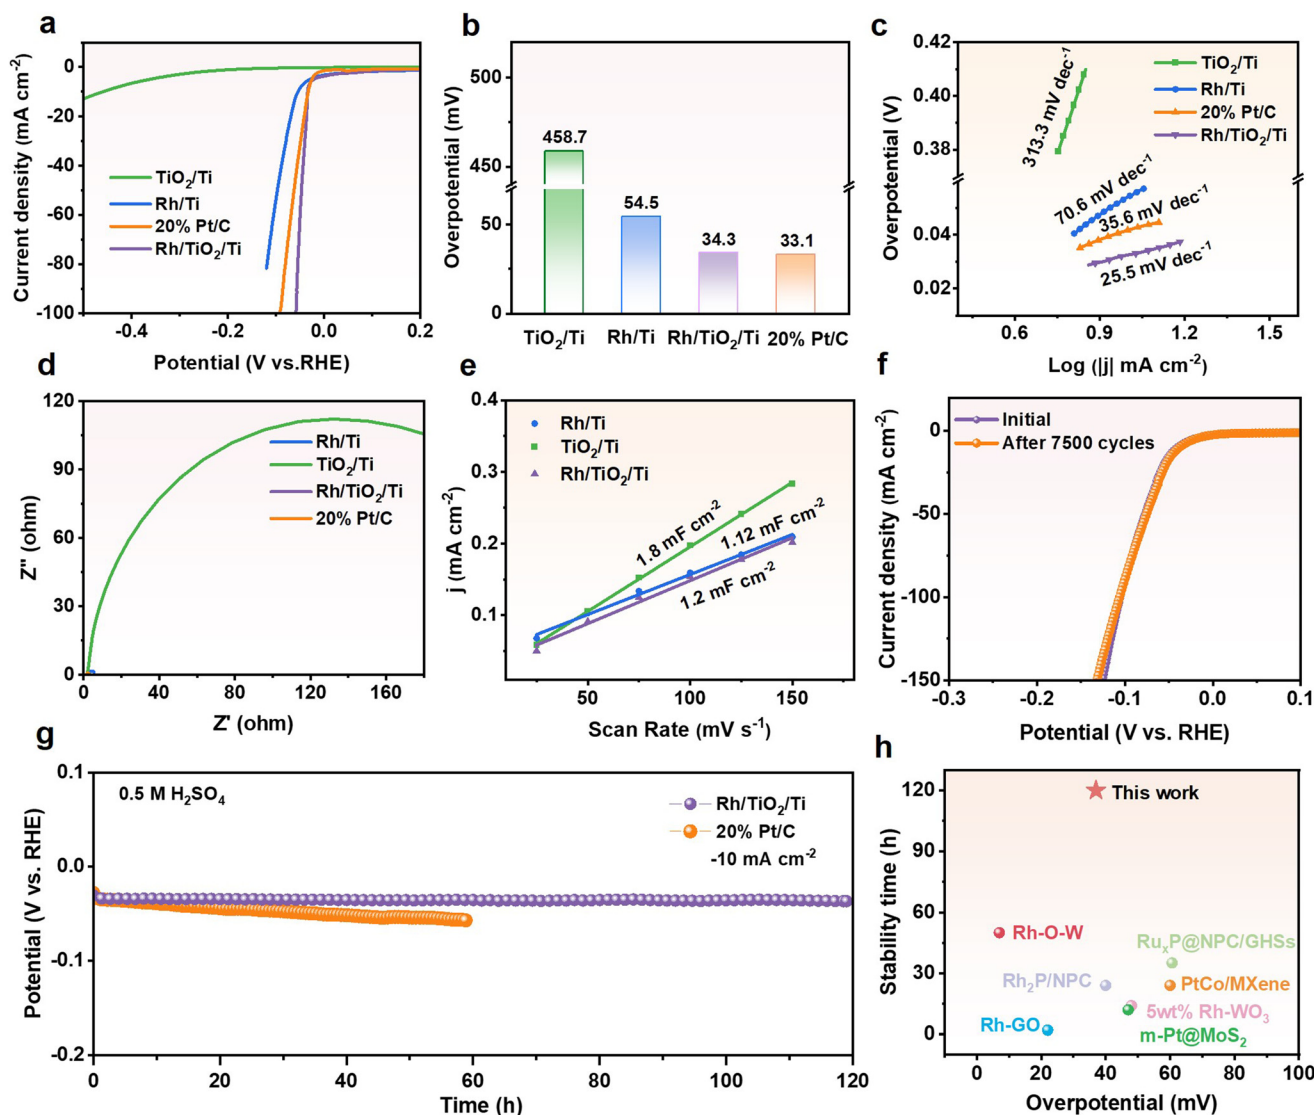 a
Current density (mA cm⁻²)
0
-20
-40
-60
-80
-100
TiO₂/Ti
Rh/Ti
20% Pt/C
Rh/TiO₂/Ti
-0.4
-0.2
0.0
0.2
Potential (V vs.RHE)
b
Overpotential (mV)
500
450
50
0
458.7
54.5
34.3
33.1
TiO₂/Ti
Rh/Ti
Rh/TiO₂/Ti
20% Pt/C
c
Overpotential (V)
0.42
0.40
0.38
0.04
0.02
313.3 mV dec⁻¹
70.6 mV dec⁻¹
35.6 mV dec⁻¹
25.5 mV dec⁻¹
TiO₂/Ti
Rh/Ti
20% Pt/C
Rh/TiO₂/Ti
0.6
0.9
1.2
1.5
Log (|j| mA cm⁻²)
d
Z'' (ohm)
120
90
60
30
0
Rh/Ti
TiO₂/Ti
Rh/TiO₂/Ti
20% Pt/C
0
40
80
120
160
Z' (ohm)
e
j (mA cm⁻²)
0.4
0.3
0.2
0.1
Rh/Ti
TiO₂/Ti
Rh/TiO₂/Ti
1.8 mF cm⁻²
1.12 mF cm⁻²
1.2 mF cm⁻²
50
100
150
Scan Rate (mV s⁻¹)
f
Current density (mA cm⁻²)
0
-50
-100
-150
Initial
After 7500 cycles
-0.3
-0.2
-0.1
0.0
0.1
Potential (V vs. RHE)
g
Potential (V vs. RHE)
0.1
0.0
-0.1
-0.2
0.5 M H₂SO₄
Rh/TiO₂/Ti
20% Pt/C
-10 mA cm⁻²
0
20
40
60
80
100
120
Time (h)
h
Stability time (h)
120
90
60
30
0
This work
Rh-O-W
RuₓP@NPC/GHSs
Rh₂P/NPC
PtCo/MXene
5wt% Rh-WO₃
Rh-GO
m-Pt@MoS₂
0
20
40
60
80
100
Overpotential (mV)